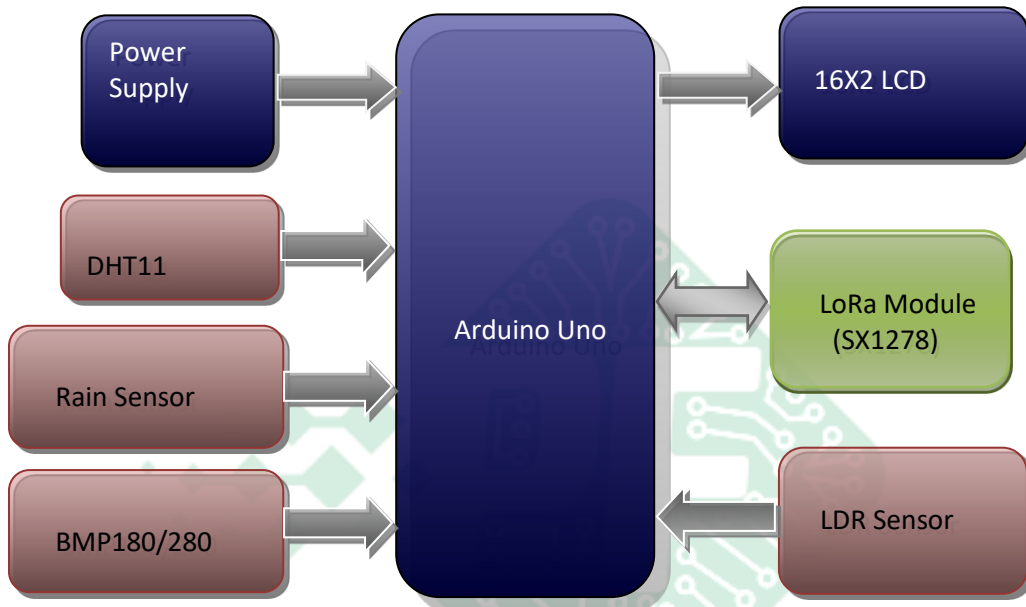 Power
Supply
16X2 LCD
DHT11
Arduino Uno
LoRa Module
(SX1278)
Rain Sensor
BMP180/280
LDR Sensor